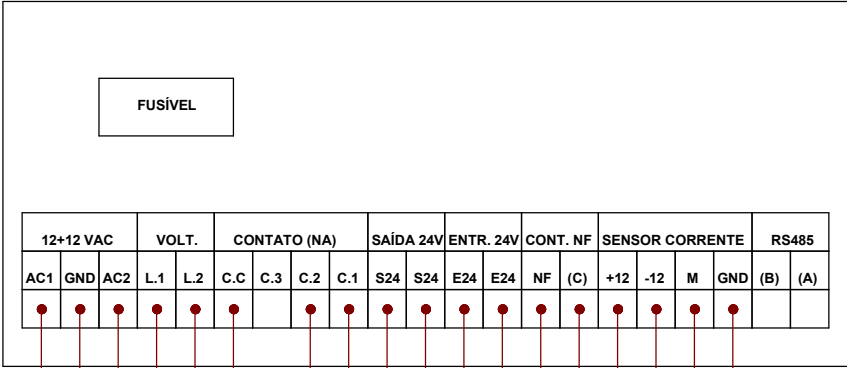 FUSÍVEL
12+12 VAC VOLT. CONTATO (NA) SAÍDA 24V ENTR. 24V CONT. NF SENSOR CORRENTE RS485
AC1 GND AC2 L.1 L.2 C.C C.3 C.2 C.1 S24 S24 E24 E24 NF (C) +12 -12 M GND (B) (A)